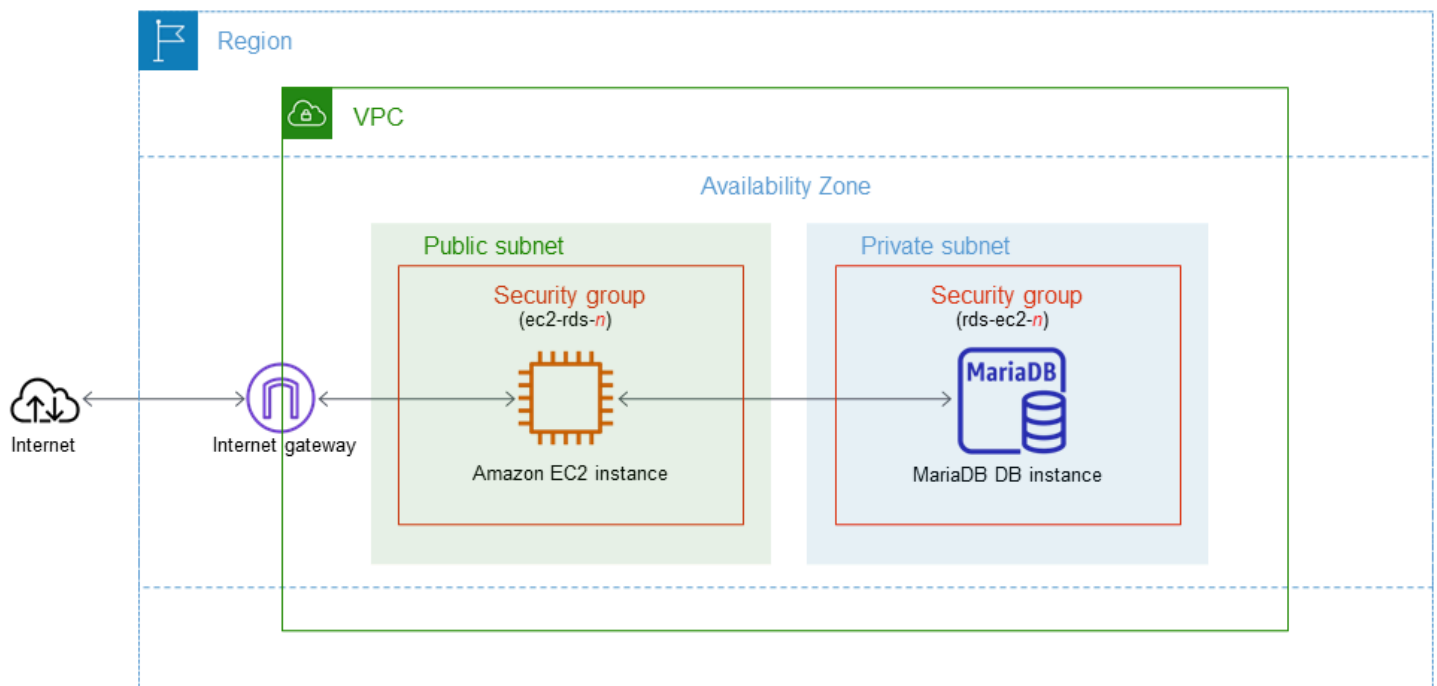 Region
VPC
Availability Zone
Public subnet
Private subnet
Security group
(ec2-rds-n)
Security group
(rds-ec2-n)
MariaDB
Internet
Internet gateway
Amazon EC2 instance
MariaDB DB instance